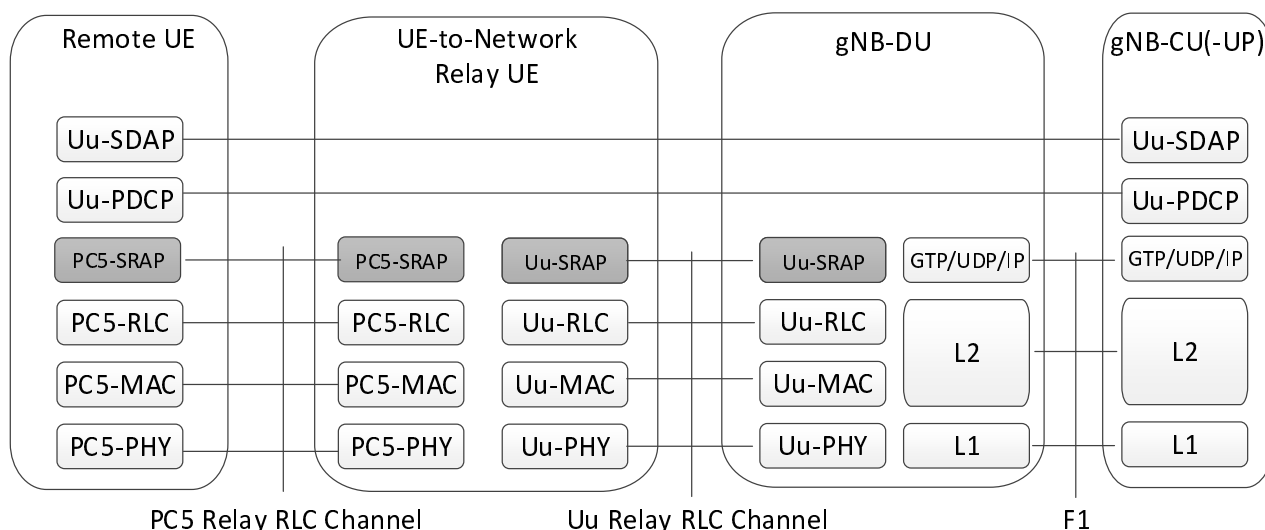 Remote UE
UE-to-Network
Relay UE
gNB-DU
gNB-CU(-UP)
Uu-SDAP
Uu-SDAP
Uu-PDCP
Uu-PDCP
PC5-SRAP
PC5-SRAP
Uu-SRAP
Uu-SRAP
GTP/UDP/IP
GTP/UDP/IP
PC5-RLC
PC5-RLC
Uu-RLC
Uu-RLC
L2
L2
PC5-MAC
PC5-MAC
Uu-MAC
Uu-MAC
PC5-PHY
PC5-PHY
Uu-PHY
Uu-PHY
L1
L1
PC5 Relay RLC Channel
Uu Relay RLC Channel
F1